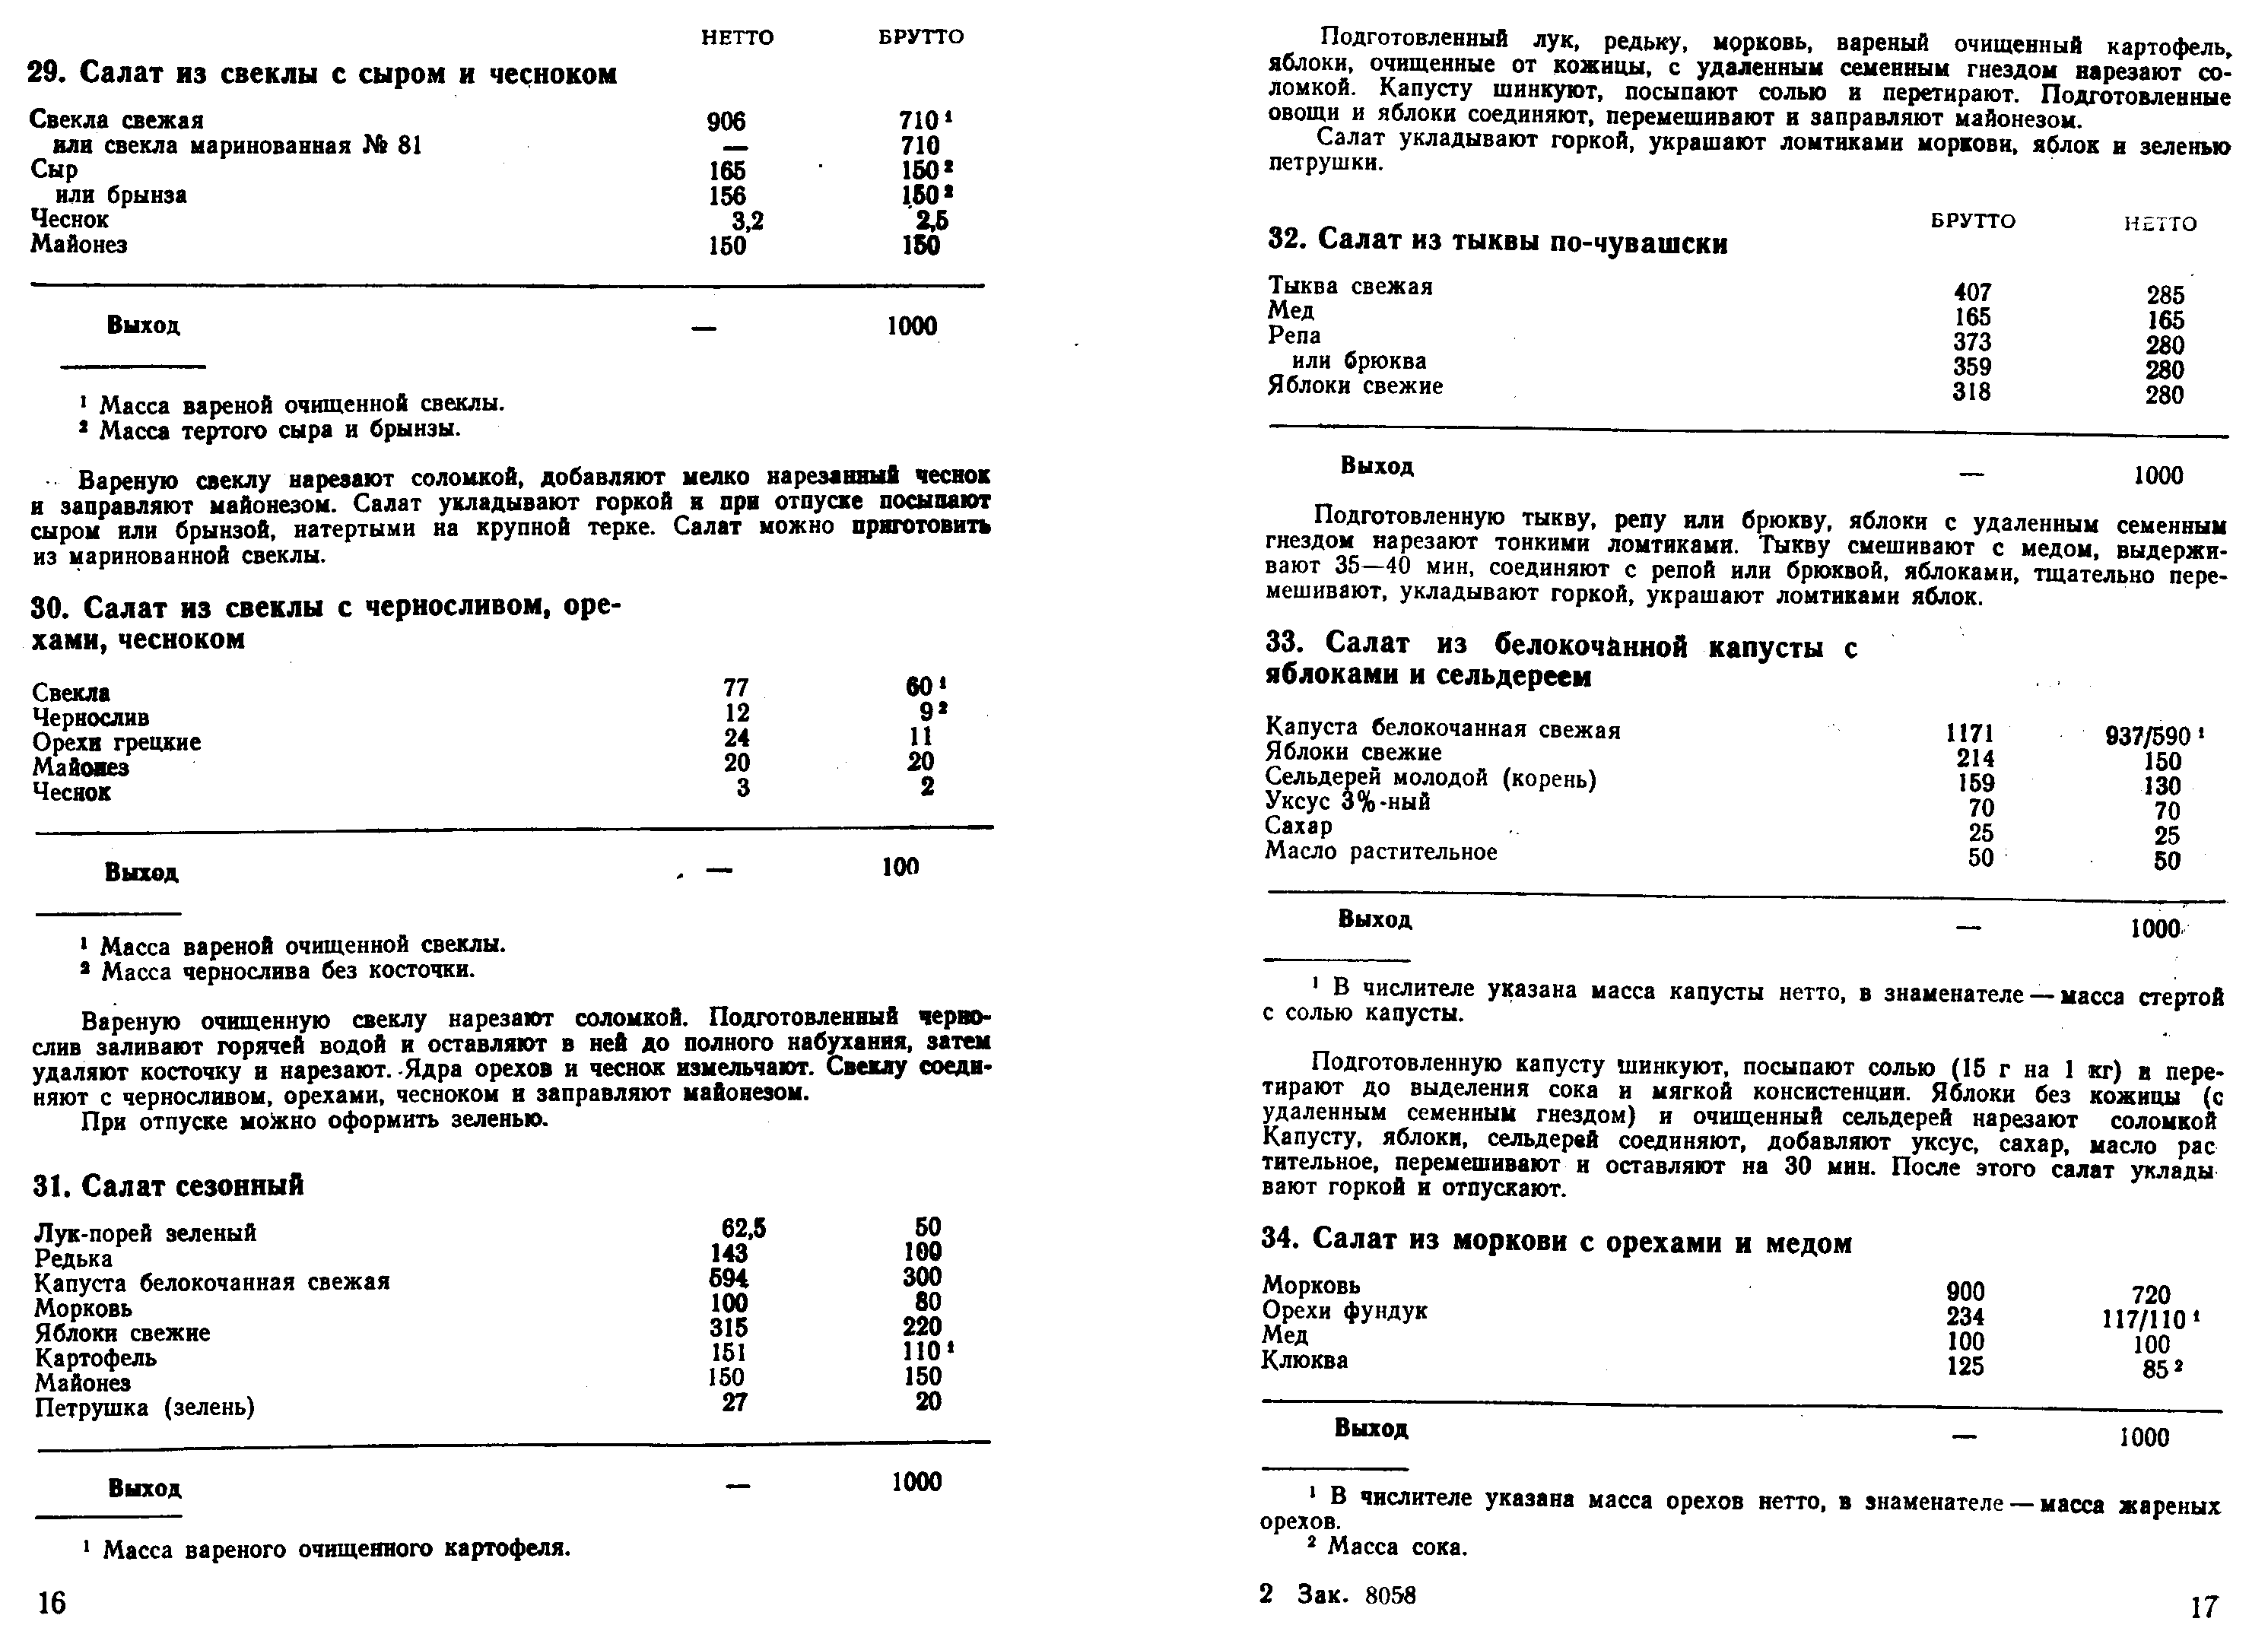 НЕТТО БРУТТО
29. Салат из свеклы с сыром и чесноком
Свекла свежая 906 710¹
или свекла маринованная № 81 — 710
Сыр 165 150²
или брынза 156 150²
Чеснок 3,2 2,5
Майонез 150 150
Выход — 1000
¹ Масса вареной очищенной свеклы.
² Масса тертого сыра и брынзы.
Вареную свеклу нарезают соломкой, добавляют мелко нарезанный чеснок
и заправляют майонезом. Салат укладывают горкой и при отпуске посыпают
сыром или брынзой, натертыми на крупной терке. Салат можно приготовить
из маринованной свеклы.
30. Салат из свеклы с черносливом, оре-
хами, чесноком
Свекла 77 60¹
Чернослив 12 9²
Орехи грецкие 24 11
Майонез 20 20
Чеснок 3 2
Выход — 100
¹ Масса вареной очищенной свеклы.
² Масса чернослива без косточки.
Вареную очищенную свеклу нарезают соломкой. Подготовленный черно-
слив заливают горячей водой и оставляют в ней до полного набухания, затем
удаляют косточку и нарезают. Ядра орехов и чеснок измельчают. Свеклу соеди-
няют с черносливом, орехами, чесноком и заправляют майонезом.
При отпуске можно оформить зеленью.
31. Салат сезонный
Лук-порей зеленый 62,5 50
Редька 143 100
Капуста белокочанная свежая 594 300
Морковь 100 80
Яблоки свежие 315 220
Картофель 151 110¹
Майонез 150 150
Петрушка (зелень) 27 20
Выход — 1000
¹ Масса вареного очищенного картофеля.
16
Подготовленный лук, редьку, морковь, вареный очищенный картофель,
яблоки, очищенные от кожицы, с удаленным семенным гнездом нарезают со-
ломкой. Капусту шинкуют, посыпают солью и перетирают. Подготовленные
овощи и яблоки соединяют, перемешивают и заправляют майонезом.
Салат укладывают горкой, украшают ломтиками моркови, яблок и зеленью
петрушки.
БРУТТО НЕТТО
32. Салат из тыквы по-чувашски
Тыква свежая 407 285
Мед 165 165
Репа 373 280
или брюква 359 280
Яблоки свежие 318 280
Выход — 1000
Подготовленную тыкву, репу или брюкву, яблоки с удаленным семенным
гнездом нарезают тонкими ломтиками. Тыкву смешивают с медом, выдержи-
вают 35—40 мин, соединяют с репой или брюквой, яблоками, тщательно пере-
мешивают, укладывают горкой, украшают ломтиками яблок.
33. Салат из белокочанной капусты с
яблоками и сельдереем
Капуста белокочанная свежая 1171 937/590¹
Яблоки свежие 214 150
Сельдерей молодой (корень) 159 130
Уксус 3%-ный 70 70
Сахар 25 25
Масло растительное 50 50
Выход — 1000
¹ В числителе указана масса капусты нетто, в знаменателе — масса стертой
с солью капусты.
Подготовленную капусту шинкуют, посыпают солью (15 г на 1 кг) и пере-
тирают до выделения сока и мягкой консистенции. Яблоки без кожицы (с
удаленным семенным гнездом) и очищенный сельдерей нарезают соломкой
Капусту, яблоки, сельдерей соединяют, добавляют уксус, сахар, масло рас
тительное, перемешивают и оставляют на 30 мин. После этого салат уклады
вают горкой и отпускают.
34. Салат из моркови с орехами и медом
Морковь 900 720
Орехи фундук 234 117/110¹
Мед 100 100
Клюква 125 85²
Выход — 1000
¹ В числителе указана масса орехов нетто, в знаменателе — масса жареных
орехов.
² Масса сока.
2 Зак. 8058
17